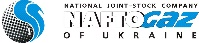 NATIONAL JOINT-STOCK COMPANY
NAFTOGAZ
OF UKRAINE